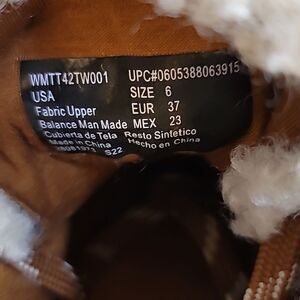 WMTT42TW001 UPC#0605388063915
USA SIZE 6
Fabric Upper EUR 37
Balance Man Made MEX 23
Cubierta de Tela Resto Sintetico
Made in China Hecho en China
S22